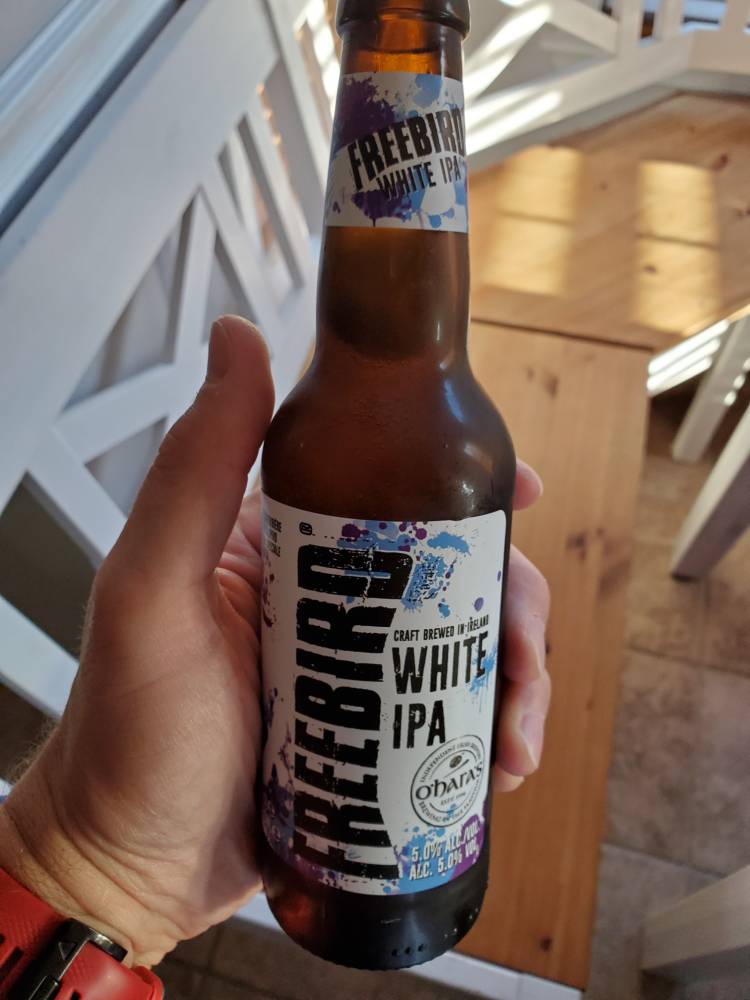 FREEBIRD
WHITE IPA
FREEBIRD
CRAFT BREWED IN IRELAND
WHITE
IPA
INDEPENDENT
O'HARA'S
5.0% ALC./VOL.
ALC. 5.0% VOL